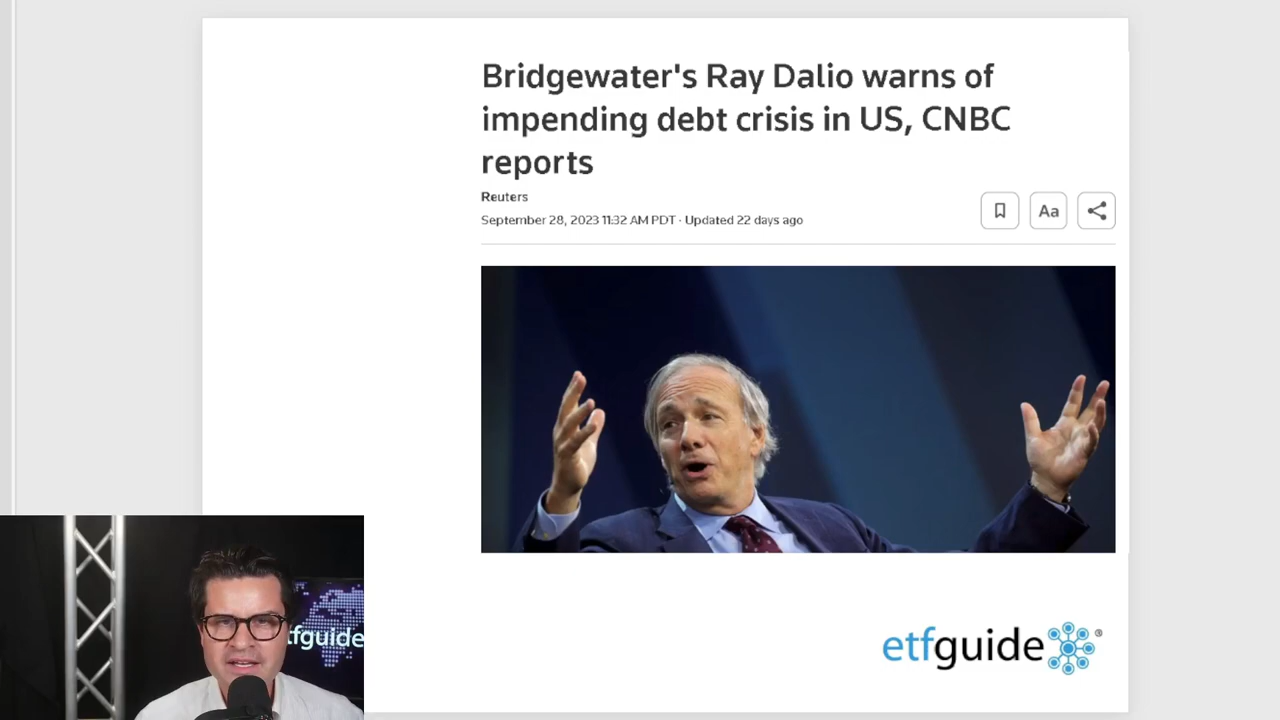 Bridgewater's Ray Dalio warns of
impending debt crisis in US, CNBC
reports
Reuters
September 28, 2023 11:32 AM PDT · Updated 22 days ago
Aa
etfguide
etfguide®